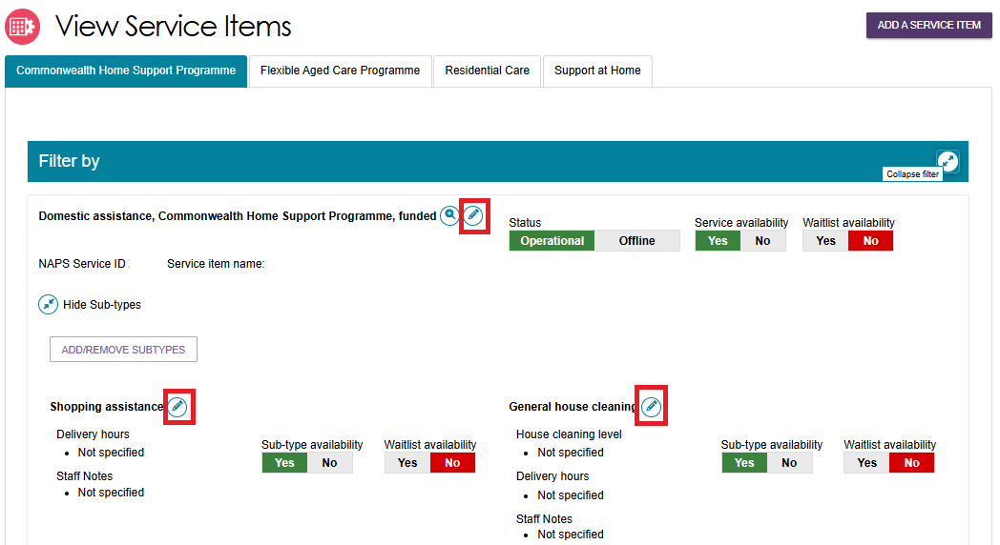 View Service Items
ADD A SERVICE ITEM
Commonwealth Home Support Programme
Flexible Aged Care Programme
Residential Care
Support at Home
Filter by
Collapse filter
Domestic assistance, Commonwealth Home Support Programme, funded
Status
Operational
Offline
Service availability
Yes
No
Waitlist availability
Yes
No
NAPS Service ID
Service item name:
Hide Sub-types
ADD/REMOVE SUBTYPES
Shopping assistance
Delivery hours
Not specified
Staff Notes
Not specified
Sub-type availability
Yes
No
Waitlist availability
Yes
No
General house cleaning
House cleaning level
Not specified
Delivery hours
Not specified
Staff Notes
Not specified
Sub-type availability
Yes
No
Waitlist availability
Yes
No